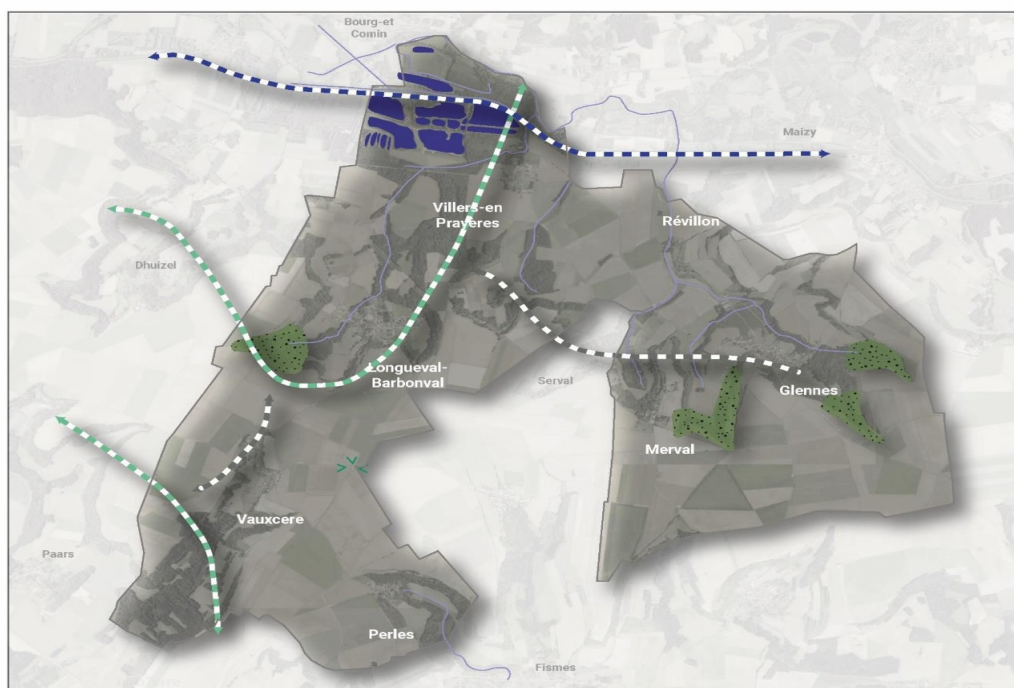 Bourg-et
Comin
Maizy
Villers-en
Prayères
Révillon
Dhuizel
Longueval-
Barbonval
Serval
Glennes
Merval
Vauxcere
Paars
Perles
Fismes